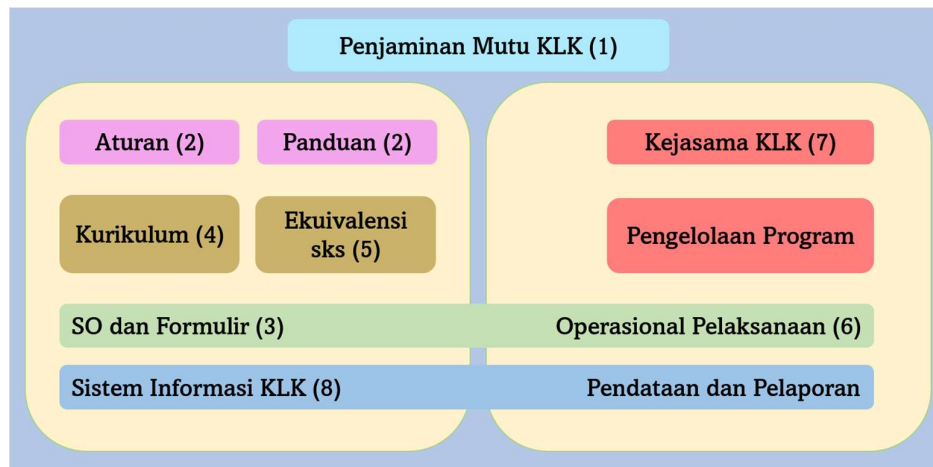 Penjaminan Mutu KLK (1)
Aturan (2)
Panduan (2)
Kejasama KLK (7)
Kurikulum (4)
Ekuivalensi
sks (5)
Pengelolaan Program
SO dan Formulir (3)
Operasional Pelaksanaan (6)
Sistem Informasi KLK (8)
Pendataan dan Pelaporan